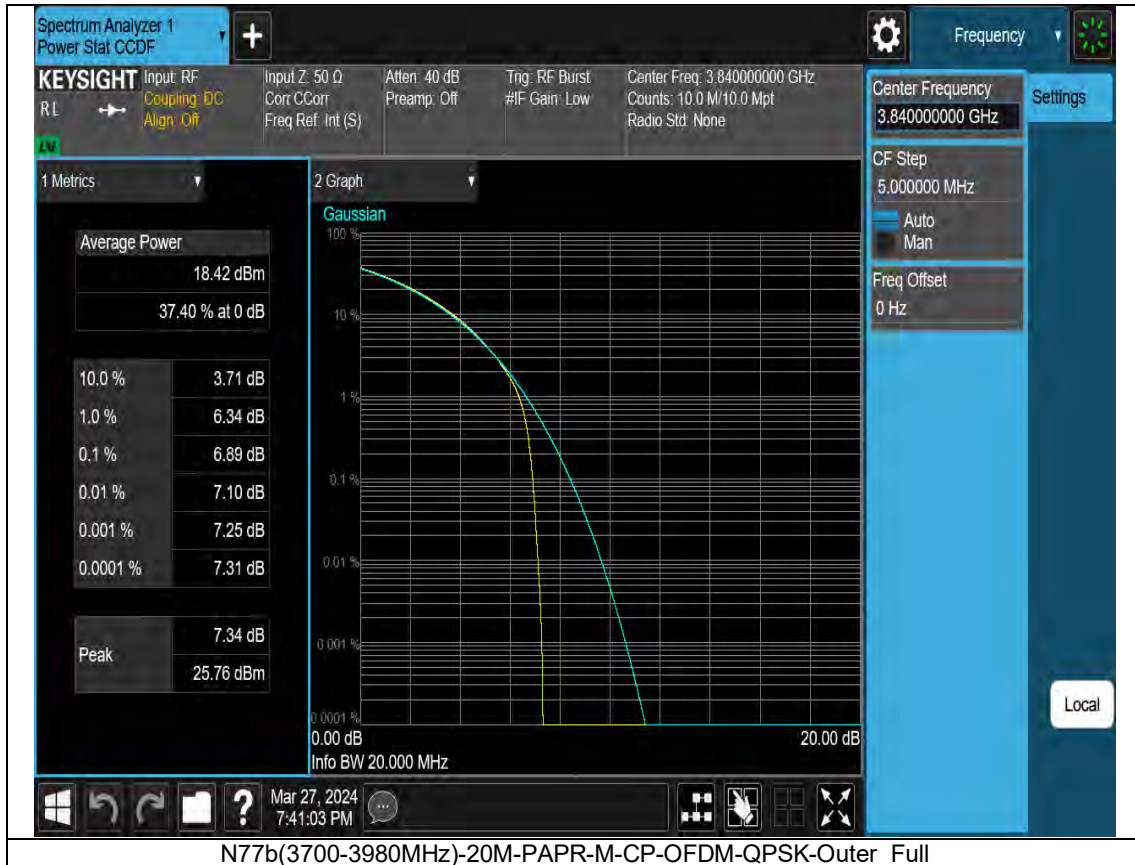 Spectrum Analyzer 1
Power Stat CCDF
Frequency
KEYSIGHT
RL
Input: RF
Coupling: DC
Align: Off
Input Z: 50 Ω
Corr CCorr
Freq Ref: Int (S)
Atten: 40 dB
Preamp: Off
Trig: RF Burst
#IF Gain: Low
Center Freq: 3.840000000 GHz
Counts: 10.0 M/10.0 Mpt
Radio Std: None
Center Frequency
3.840000000 GHz
Settings
CF Step
5.000000 MHz
Auto
Man
Freq Offset
0 Hz
Local
1 Metrics
Average Power
18.42 dBm
37.40 % at 0 dB
10.0 % 3.71 dB
1.0 % 6.34 dB
0.1 % 6.89 dB
0.01 % 7.10 dB
0.001 % 7.25 dB
0.0001 % 7.31 dB
Peak
7.34 dB
25.76 dBm
2 Graph
Gaussian
100 %
10 %
1 %
0.1 %
0.01 %
0.001 %
0.0001 %
0.00 dB
20.00 dB
Info BW 20.000 MHz
?
Mar 27, 2024
7:41:03 PM
N77b(3700-3980MHz)-20M-PAPR-M-CP-OFDM-QPSK-Outer_Full